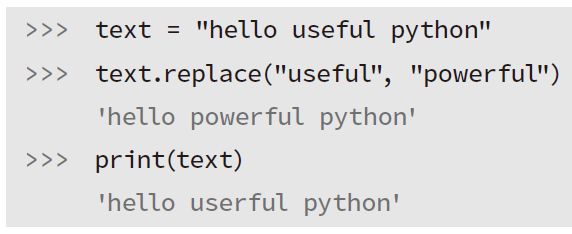 >>> text = "hello useful python"
>>> text.replace("useful", "powerful")
'hello powerful python'
>>> print(text)
'hello userful python'